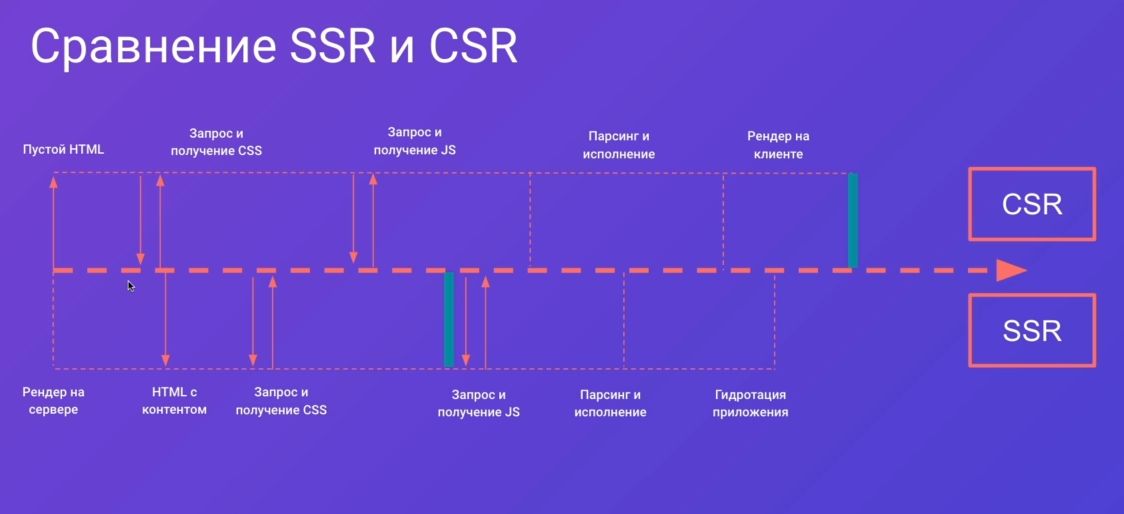 Сравнение SSR и CSR
Пустой HTML
Запрос и
получение CSS
Запрос и
получение JS
Парсинг и
исполнение
Рендер на
клиенте
CSR
SSR
Рендер на
сервере
HTML с
контентом
Запрос и
получение CSS
Запрос и
получение JS
Парсинг и
исполнение
Гидротация
приложения